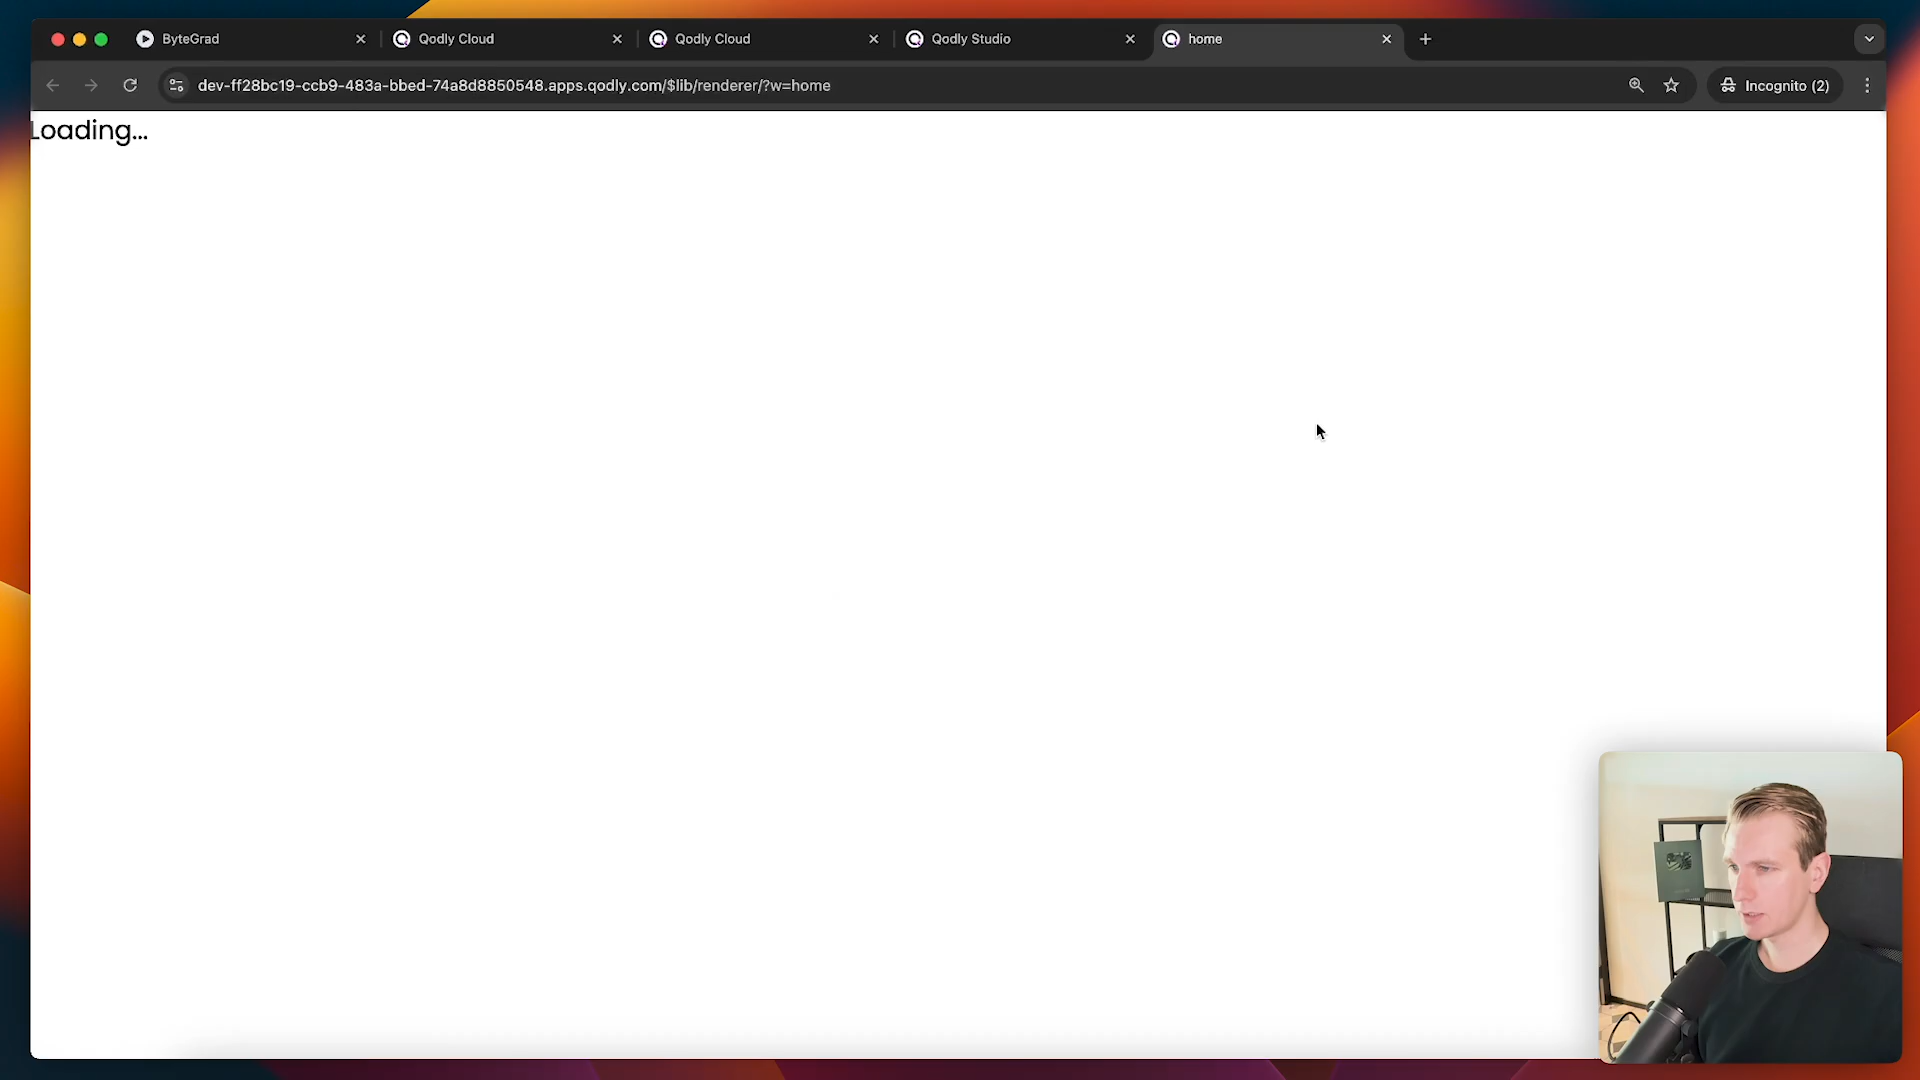 ByteGrad
Qodly Cloud
Qodly Cloud
Qodly Studio
home
dev-ff28bc19-ccb9-483a-bbed-74a8d8850548.apps.qodly.com/$lib/renderer/?w=home
Incognito (2)
Loading...